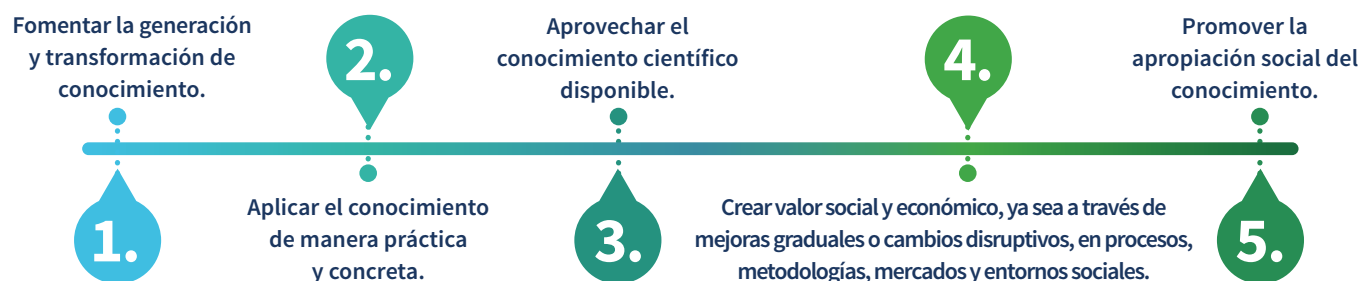 1.
Fomentar la generación
y transformación de
conocimiento.
2.
Aplicar el conocimiento
de manera práctica
y concreta.
3.
Aprovechar el
conocimiento científico
disponible.
4.
Crear valor social y económico, ya sea a través de
mejoras graduales o cambios disruptivos, en procesos,
metodologías, mercados y entornos sociales.
5.
Promover la
apropiación social del
conocimiento.